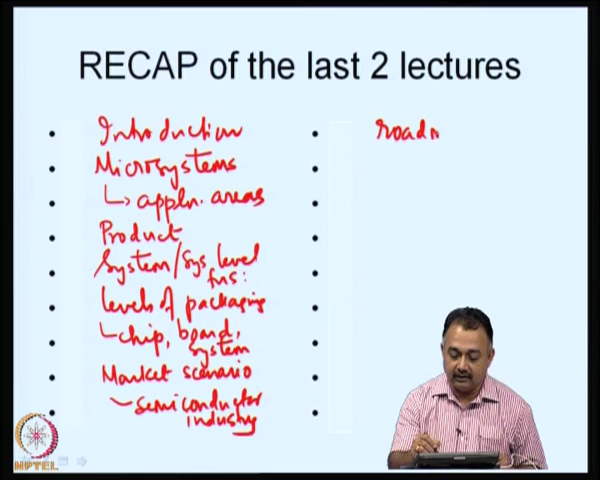 RECAP of the last 2 lectures
Introduction
Microsystems
↳ appln. areas
Product
System/Sys level
fns:
levels of packaging
↳chip, board,
system
Market scenario
↳semiconductor
industry
roadm
NPTEL